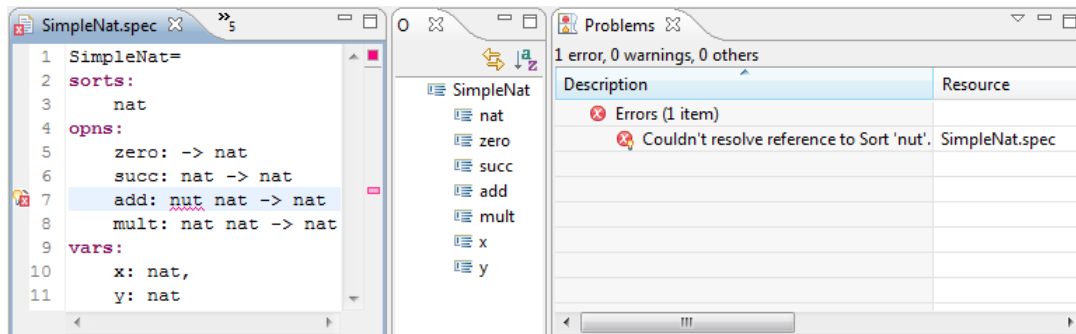 SimpleNat.spec
»5
1 SimpleNat=
2 sorts:
3 nat
4 opns:
5 zero: -> nat
6 succ: nat -> nat
7 add: nut nat -> nat
8 mult: nat nat -> nat
9 vars:
10 x: nat,
11 y: nat
O
a
z
SimpleNat
nat
zero
succ
add
mult
x
y
Problems
1 error, 0 warnings, 0 others
Description Resource
Errors (1 item)
Couldn't resolve reference to Sort 'nut'. SimpleNat.spec